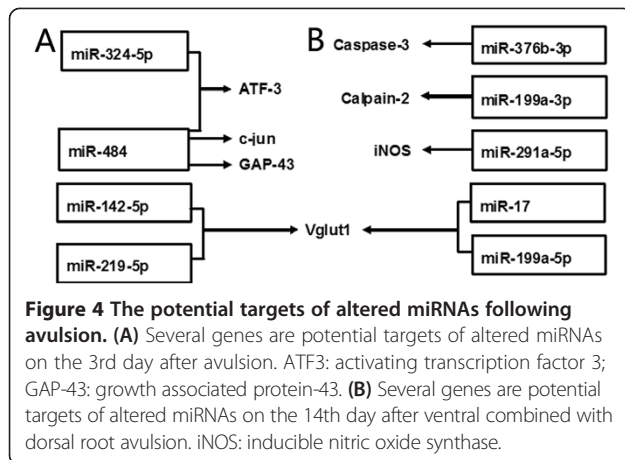 A
B
miR-324-5p
Caspase-3
miR-376b-3p
ATF-3
Calpain-2
miR-199a-3p
miR-484
c-jun
GAP-43
iNOS
miR-291a-5p
miR-142-5p
miR-17
Vglut1
miR-219-5p
miR-199a-5p
Figure 4 The potential targets of altered miRNAs following
avulsion. (A) Several genes are potential targets of altered miRNAs
on the 3rd day after avulsion. ATF3: activating transcription factor 3;
GAP-43: growth associated protein-43. (B) Several genes are potential
targets of altered miRNAs on the 14th day after ventral combined with
dorsal root avulsion. iNOS: inducible nitric oxide synthase.